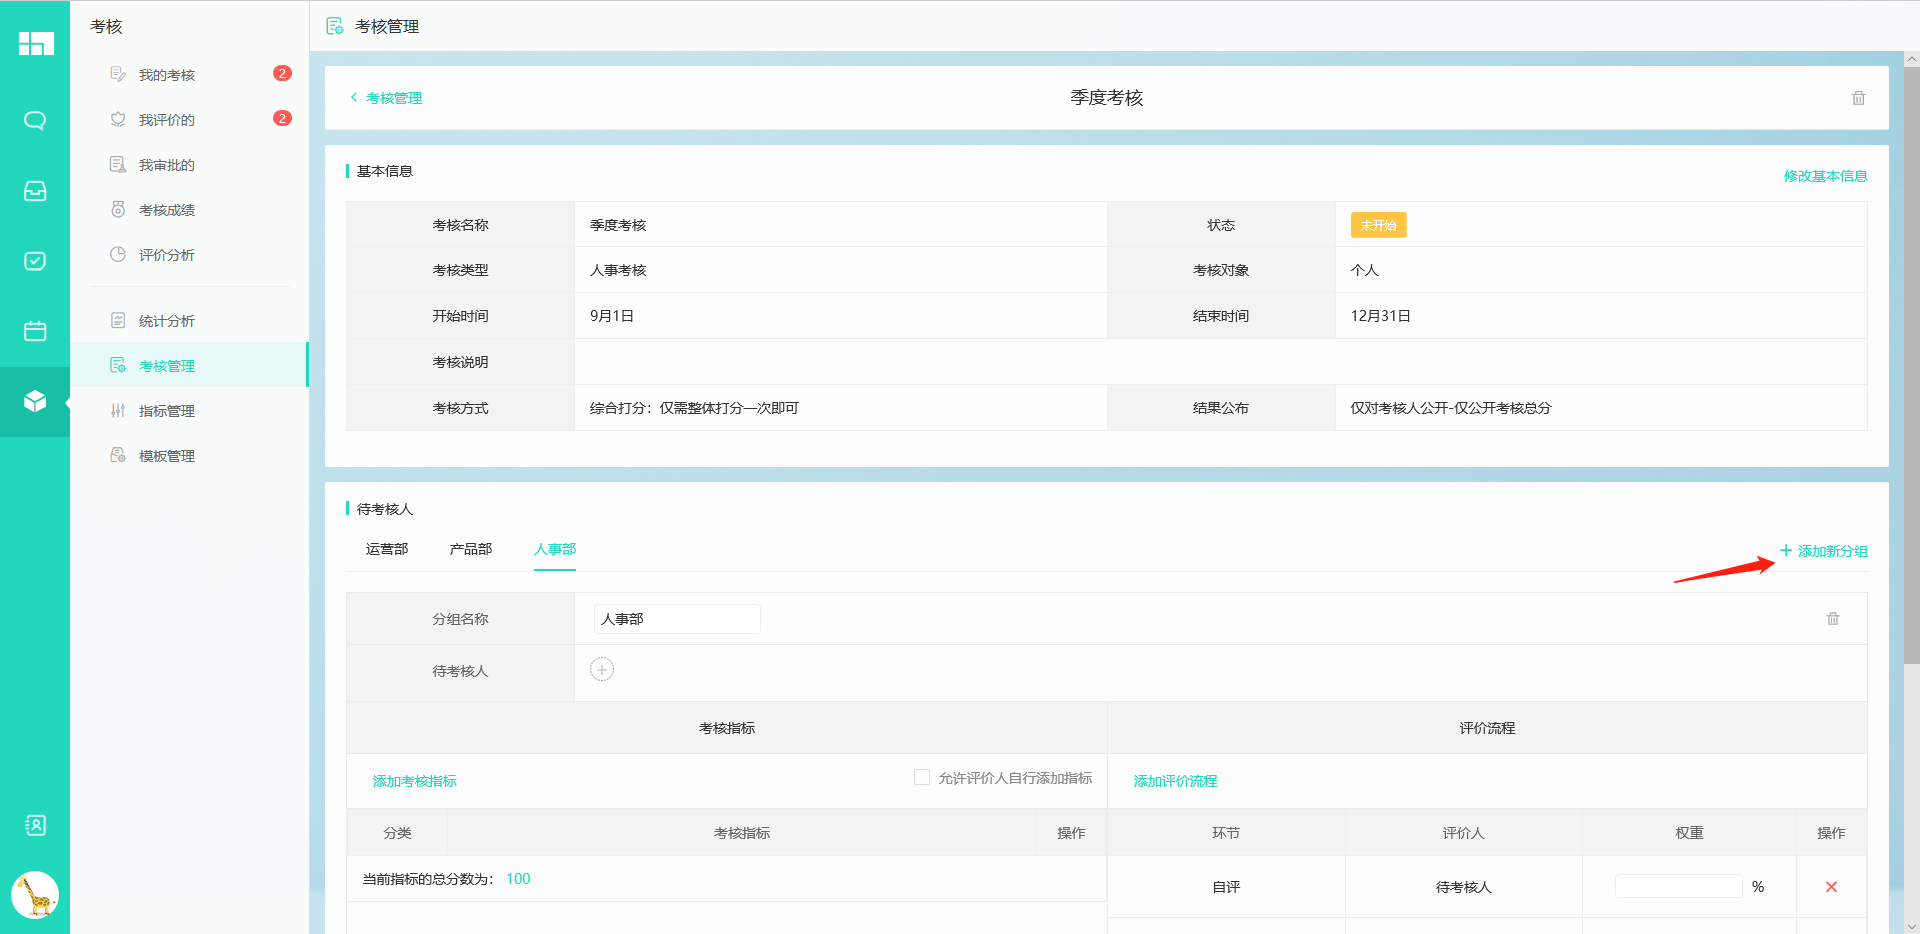 考核
我的考核 2
我评价的 2
我审批的
考核成绩
评价分析
统计分析
考核管理
指标管理
模板管理
考核管理
考核管理
季度考核
基本信息
修改基本信息
考核名称 季度考核 状态 未开始
考核类型 人事考核 考核对象 个人
开始时间 9月1日 结束时间 12月31日
考核说明
考核方式 综合打分：仅需整体打分一次即可 结果公布 仅对考核人公开-仅公开考核总分
待考核人
运营部 产品部 人事部
添加新分组
分组名称 人事部
待考核人
考核指标 评价流程
添加考核指标 允许评价人自行添加指标 添加评价流程
分类 考核指标 操作 环节 评价人 权重 操作
当前指标的总分数为： 100
自评 待考核人 %